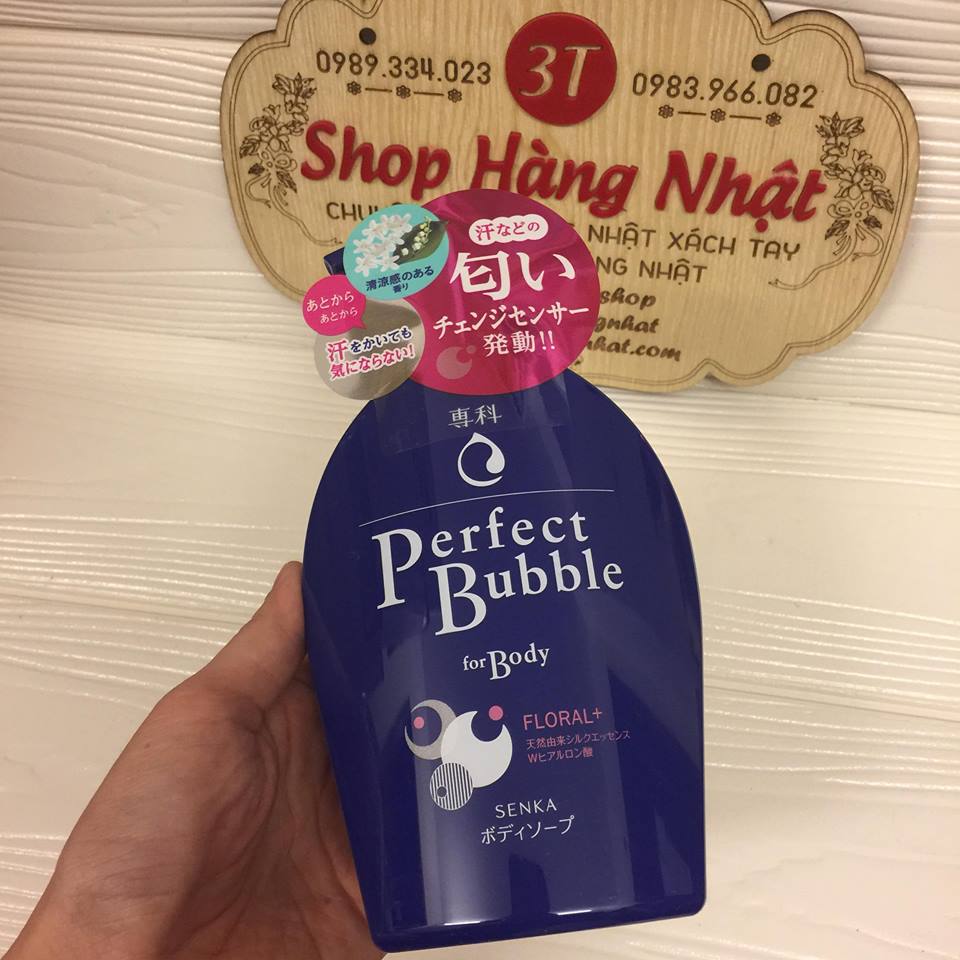 0989.334.023
3T
0983.966.082
Shop Hàng Nhật
NHẬT XÁCH TAY
NG NHẬT
shop
汗などの
匂い
チェンジセンサー
発動!!
清涼感のある
香り
あとから
あとから
汗をかいても
気にならない!
専科
Perfect
Bubble
for Body
FLORAL+
天然由来シルクエッセンス
Wヒアルロン酸
SENKA
ボディソープ